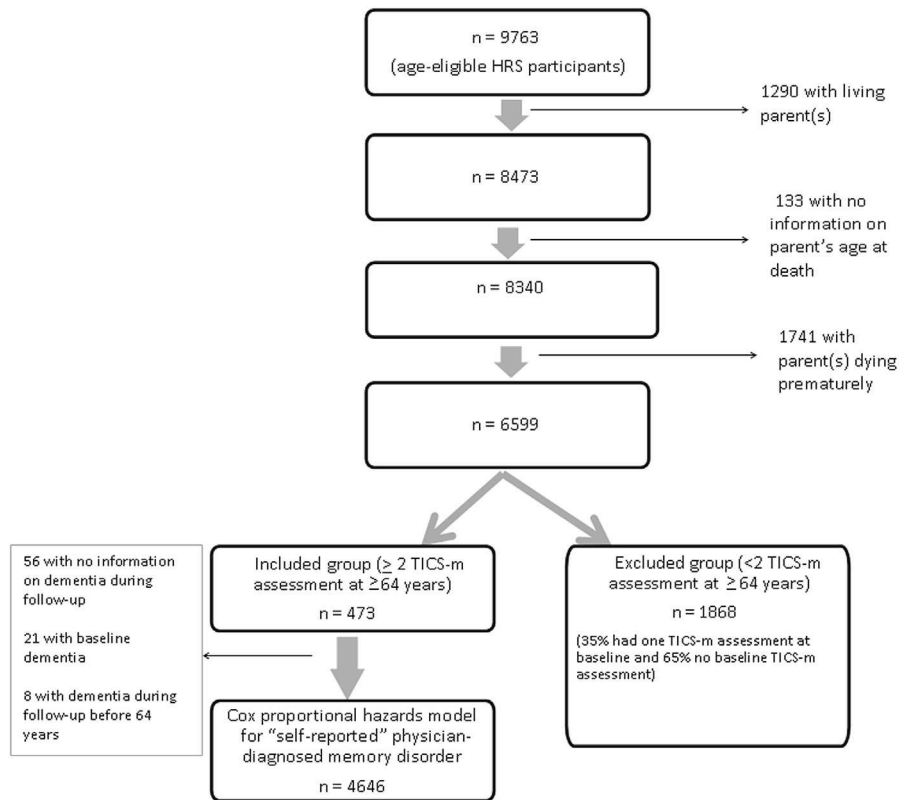 n = 9763
(age-eligible HRS participants)
1290 with living
parent(s)
n = 8473
133 with no
information on
parent's age at
death
n = 8340
1741 with
parent(s) dying
prematurely
n = 6599
56 with no information
on dementia during
follow-up
21 with baseline
dementia
8 with dementia during
follow-up before 64
years
Included group (≥ 2 TICS-m
assessment at ≥64 years)
n = 473
Excluded group (<2 TICS-m
assessment at ≥64 years)
n = 1868
(35% had one TICS-m assessment at
baseline and 65% no baseline TICS-m
assessment)
Cox proportional hazards model
for “self-reported” physician-
diagnosed memory disorder
n = 4646